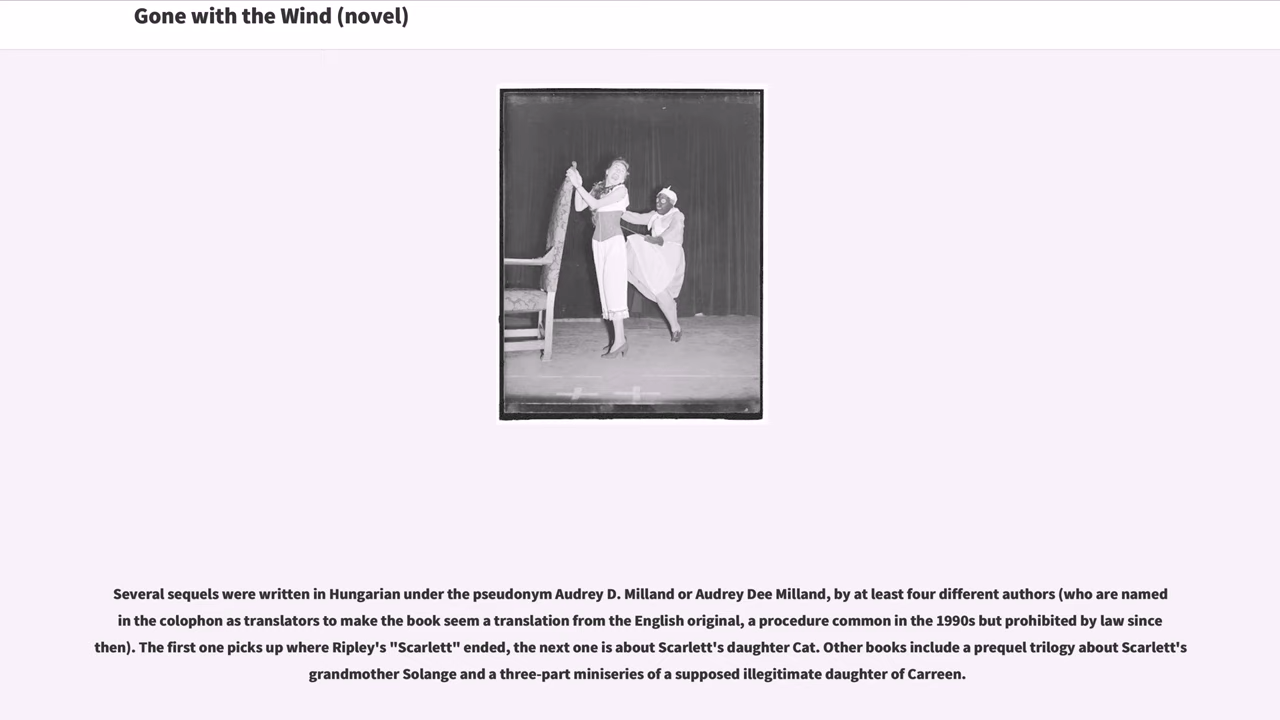 Gone with the Wind (novel)
Several sequels were written in Hungarian under the pseudonym Audrey D. Milland or Audrey Dee Milland, by at least four different authors (who are named
in the colophon as translators to make the book seem a translation from the English original, a procedure common in the 1990s but prohibited by law since
then). The first one picks up where Ripley's "Scarlett" ended, the next one is about Scarlett's daughter Cat. Other books include a prequel trilogy about Scarlett's
grandmother Solange and a three-part miniseries of a supposed illegitimate daughter of Carreen.